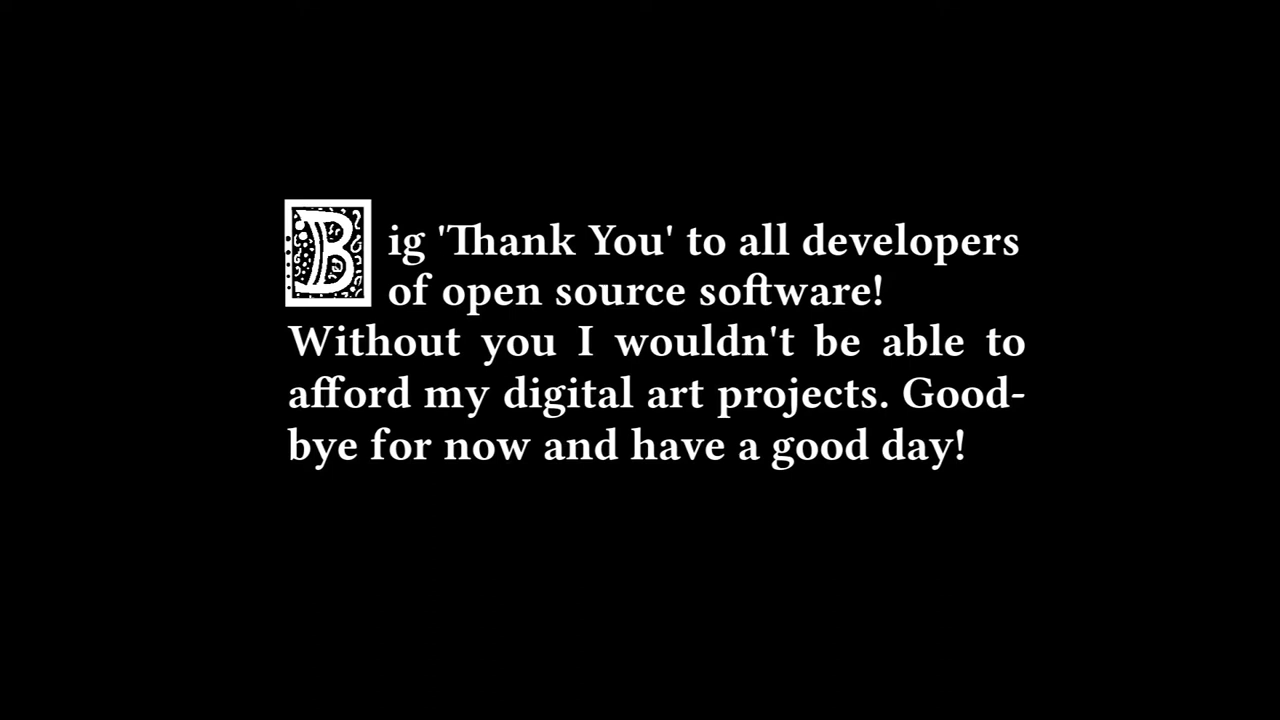 Big 'Thank You' to all developers
of open source software!
Without you I wouldn't be able to
afford my digital art projects. Good-
bye for now and have a good day!